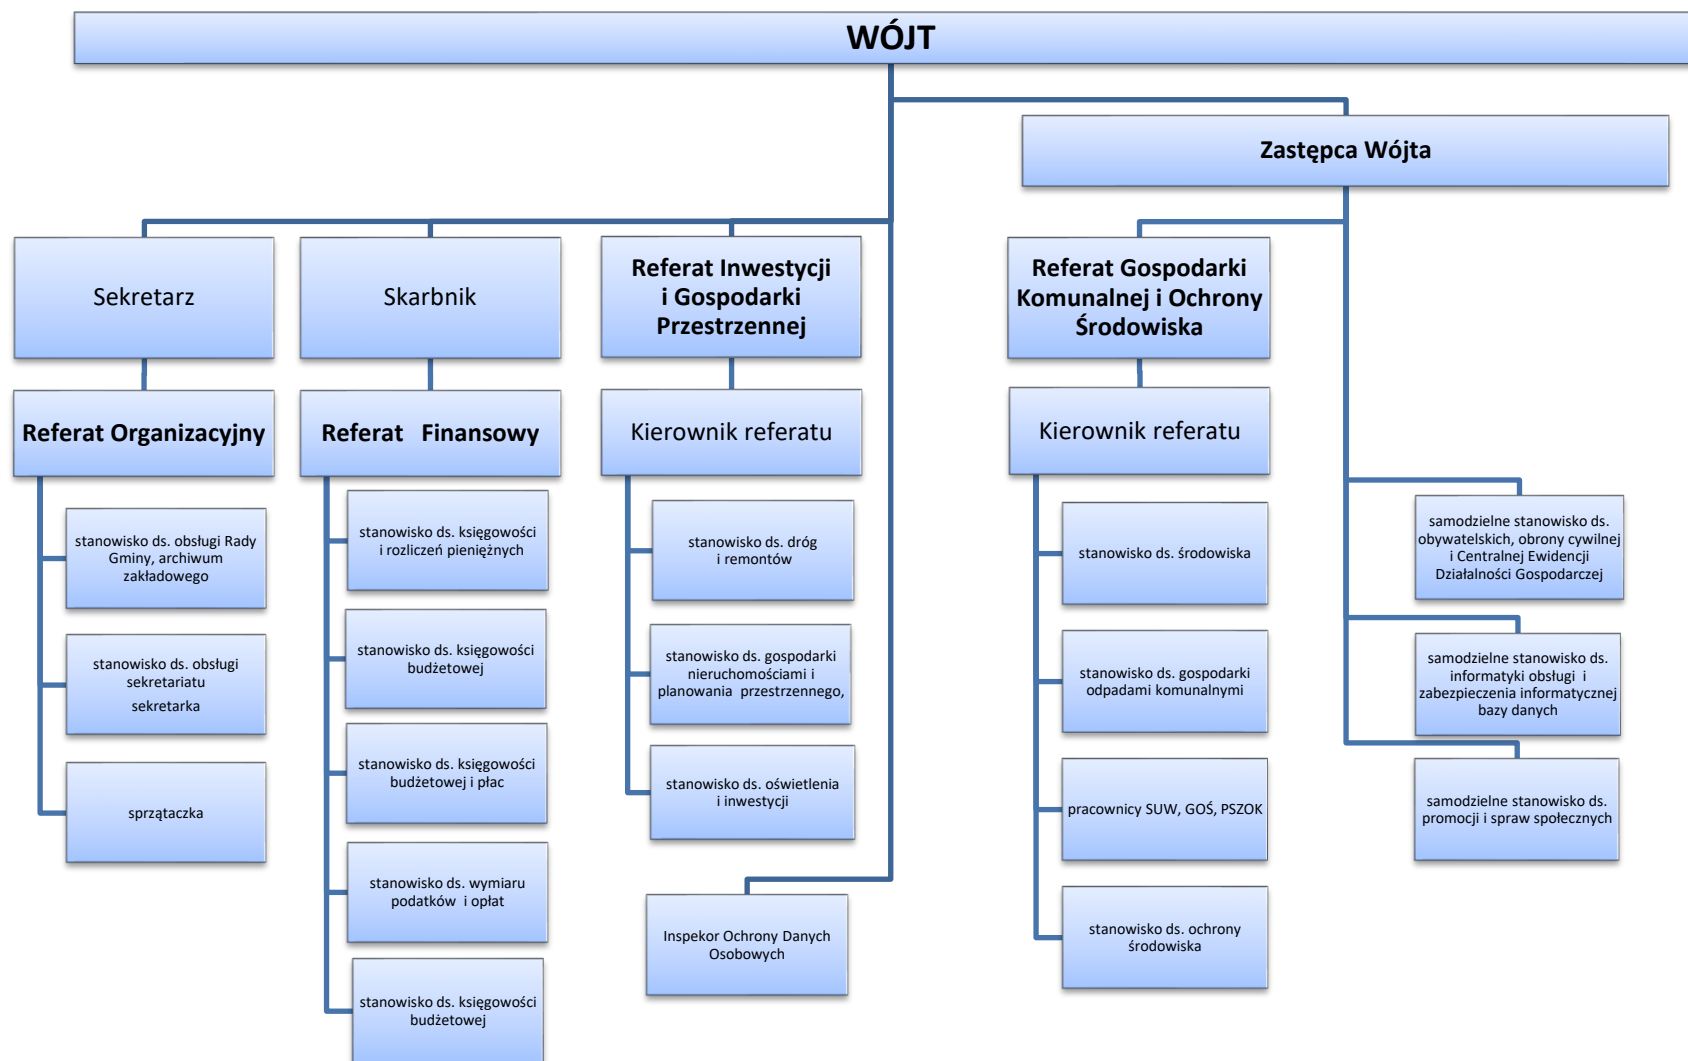 WÓJT
Zastępca Wójta
Sekretarz
Skarbnik
Referat Inwestycji
i Gospodarki
Przestrzennej
Referat Gospodarki
Komunalnej i Ochrony
Środowiska
Referat Organizacyjny
Referat Finansowy
Kierownik referatu
Kierownik referatu
stanowisko ds. obsługi Rady
Gminy, archiwum
zakładowego
stanowisko ds. obsługi
sekretariatu
sekretarka
sprzątaczka
stanowisko ds. księgowości
i rozliczeń pieniężnych
stanowisko ds. księgowości
budżetowej
stanowisko ds. księgowości
budżetowej i płac
stanowisko ds. wymiaru
podatków i opłat
stanowisko ds. księgowości
budżetowej
stanowisko ds. dróg
i remontów
stanowisko ds. gospodarki
nieruchomościami i
planowania przestrzennego,
stanowisko ds. oświetlenia
i inwestycji
Inspekor Ochrony Danych
Osobowych
stanowisko ds. środowiska
stanowisko ds. gospodarki
odpadami komunalnymi
pracownicy SUW, GOŚ, PSZOK
stanowisko ds. ochrony
środowiska
samodzielne stanowisko ds.
obywatelskich, obrony cywilnej
i Centralnej Ewidencji
Działalności Gospodarczej
samodzielne stanowisko ds.
informatyki obsługi i
zabezpieczenia informatycznej
bazy danych
samodzielne stanowisko ds.
promocji i spraw społecznych